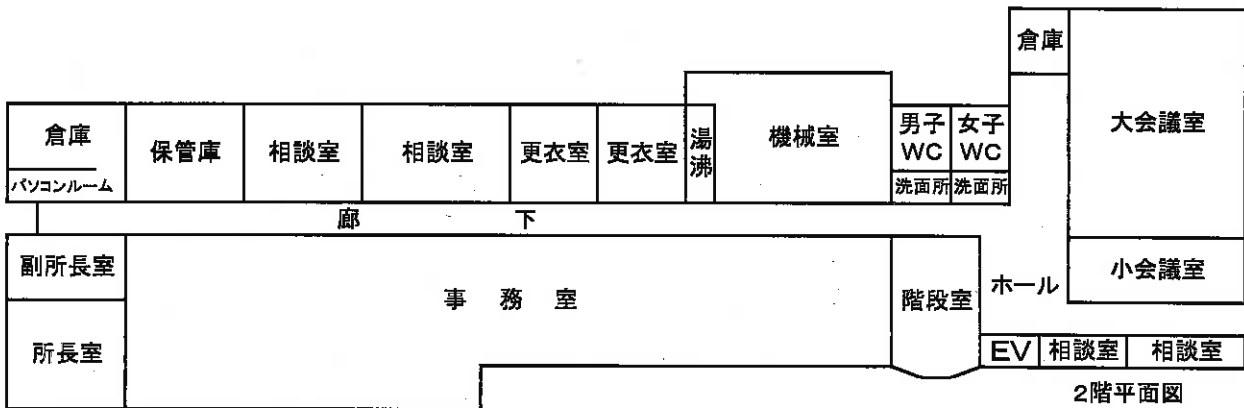 倉庫
大会議室
倉庫
保管庫
相談室
相談室
更衣室
更衣室
湯沸
機械室
男子WC
女子WC
パソコンルーム
洗面所
洗面所
廊下
副所長室
事務室
階段室
ホール
小会議室
所長室
EV
相談室
相談室
2階平面図